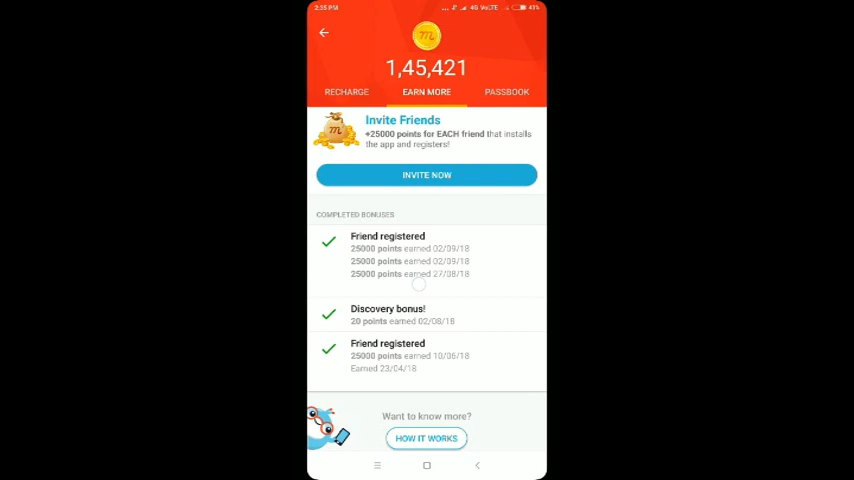 2:35 PM
... 4G VoLTE 43%
m
1,45,421
RECHARGE EARN MORE PASSBOOK
m
Invite Friends
+25000 points for EACH friend that installs
the app and registers!
INVITE NOW
COMPLETED BONUSES
Friend registered
25000 points earned 02/09/18
25000 points earned 02/09/18
25000 points earned 27/08/18
Discovery bonus!
20 points earned 02/08/18
Friend registered
25000 points earned 10/06/18
Earned 23/04/18
Want to know more?
HOW IT WORKS